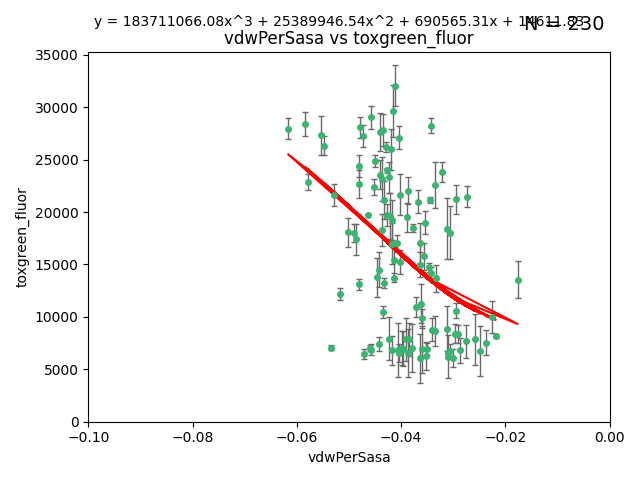 y = 183711066.08x^3 + 25389946.54x^2 + 690565.31x +
N = 230
vdwPerSasa vs toxgreen_fluor
35000
30000
25000
20000
15000
10000
5000
0
toxgreen_fluor
−0.10 −0.08 −0.06 −0.04 −0.02 0.00
vdwPerSasa